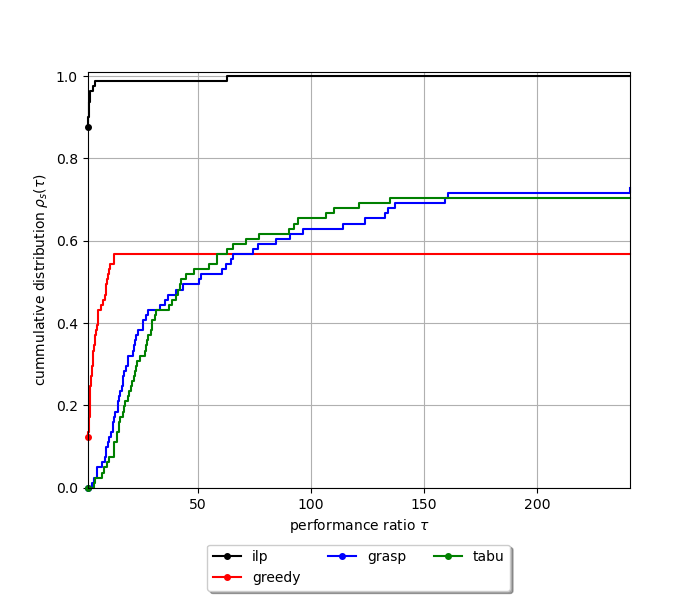 1.0
0.8
0.6
0.4
0.2
0.0
cummulative distribution ρs(τ)
50 100 150 200
performance ratio τ
ilp grasp tabu
greedy